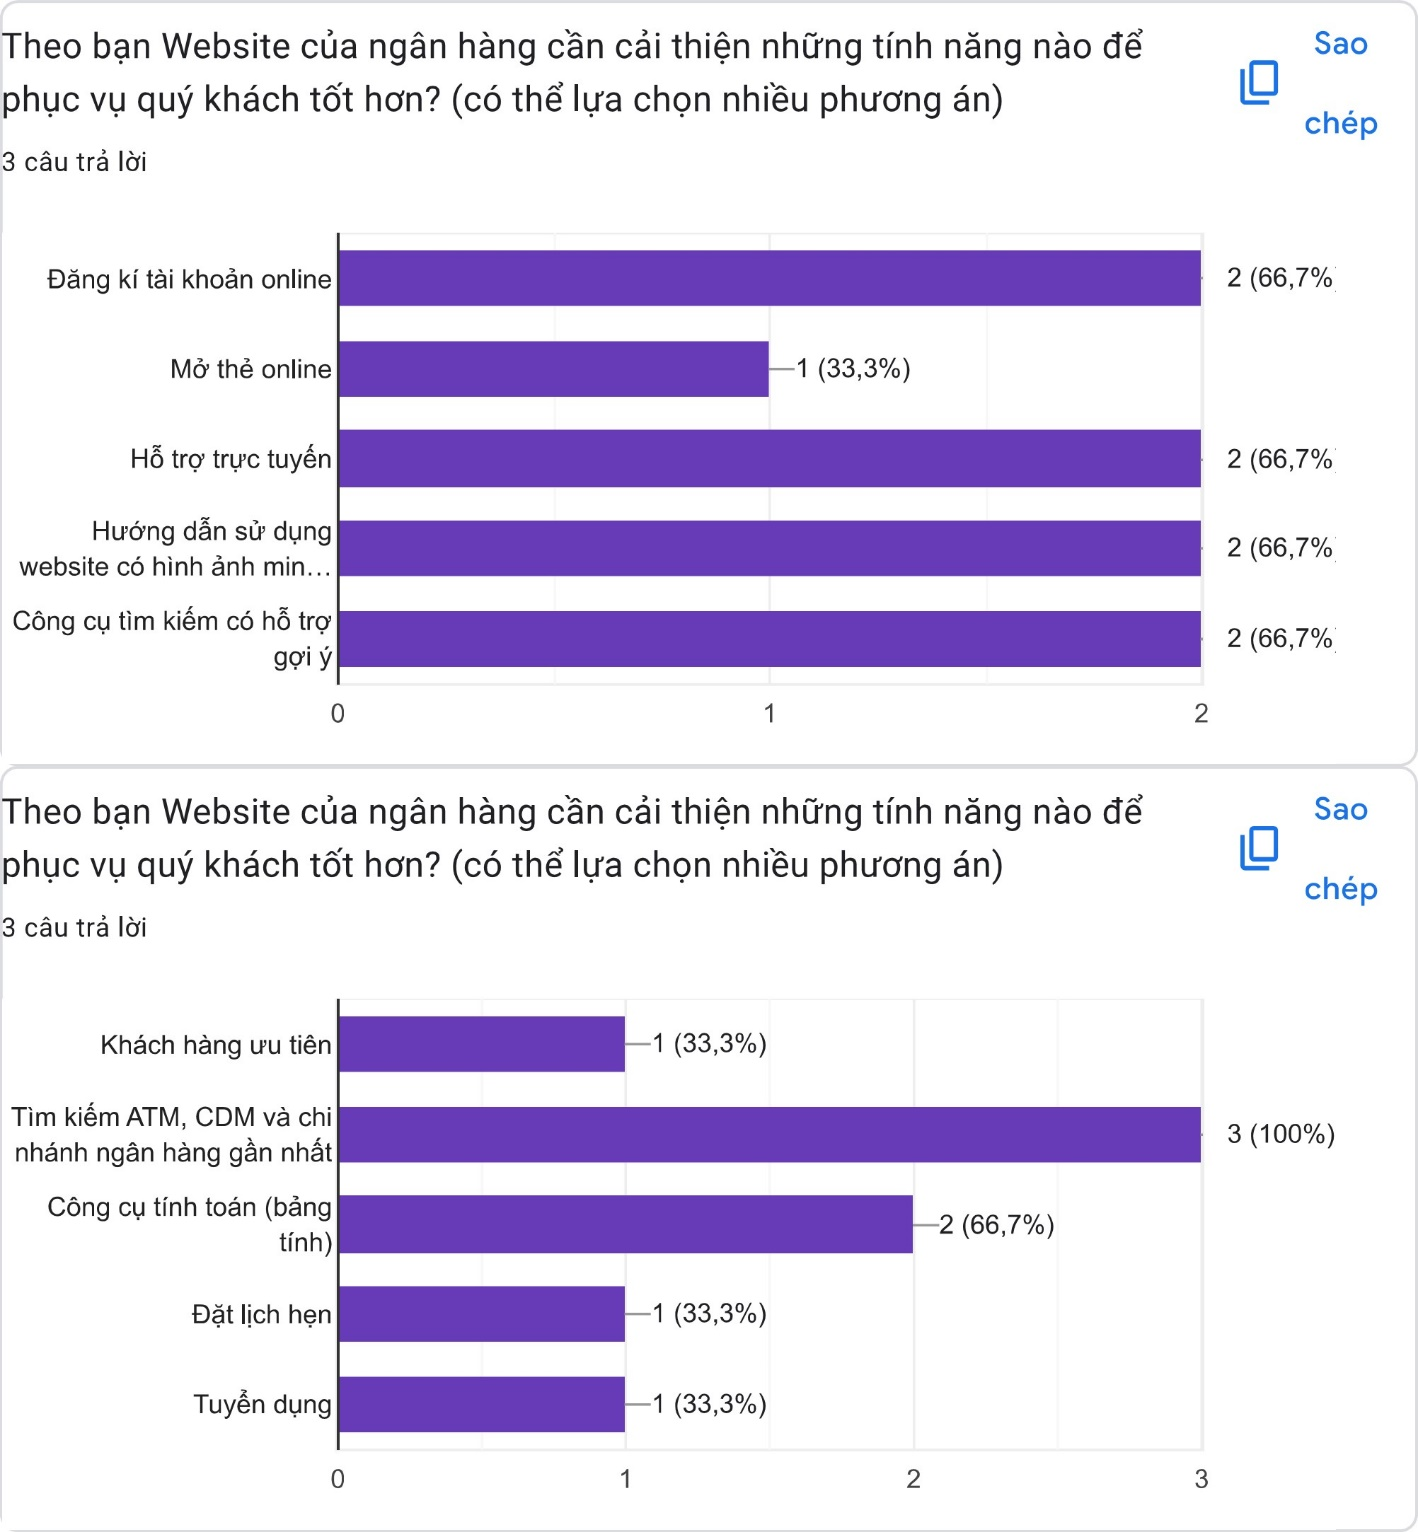 Theo bạn Website của ngân hàng cần cải thiện những tính năng nào để
phục vụ quý khách tốt hơn? (có thể lựa chọn nhiều phương án)
Sao
chép
3 câu trả lời
Đăng kí tài khoản online
2 (66,7%
Mở thẻ online
1 (33,3%)
Hỗ trợ trực tuyến
2 (66,7%
Hướng dẫn sử dụng
website có hình ảnh min...
2 (66,7%
Công cụ tìm kiếm có hỗ trợ
gợi ý
2 (66,7%
0 1 2
Theo bạn Website của ngân hàng cần cải thiện những tính năng nào để
phục vụ quý khách tốt hơn? (có thể lựa chọn nhiều phương án)
Sao
chép
3 câu trả lời
Khách hàng ưu tiên
1 (33,3%)
Tìm kiếm ATM, CDM và chi
nhánh ngân hàng gần nhất
3 (100%)
Công cụ tính toán (bảng
tính)
2 (66,7%)
Đặt lịch hẹn
1 (33,3%)
Tuyển dụng
1 (33,3%)
0 1 2 3